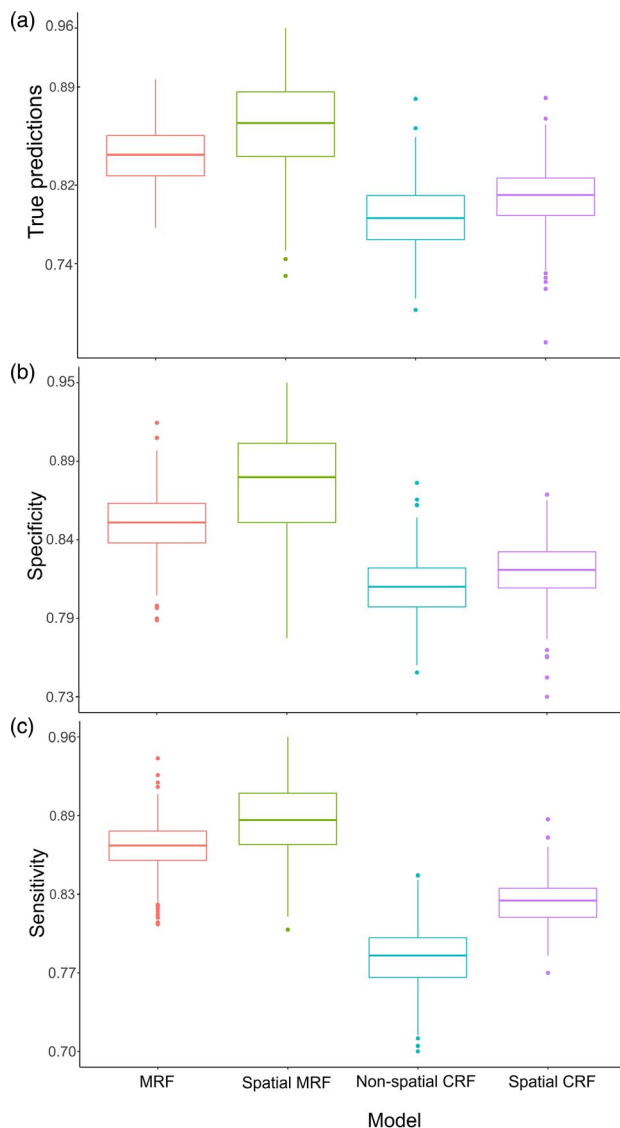 (a)
0.96
0.89
0.82
0.74
True predictions
(b)
0.95
0.89
0.84
0.79
0.73
Specificity
(c)
0.96
0.89
0.83
0.77
0.70
Sensitivity
MRF Spatial MRF Non-spatial CRF Spatial CRF
Model